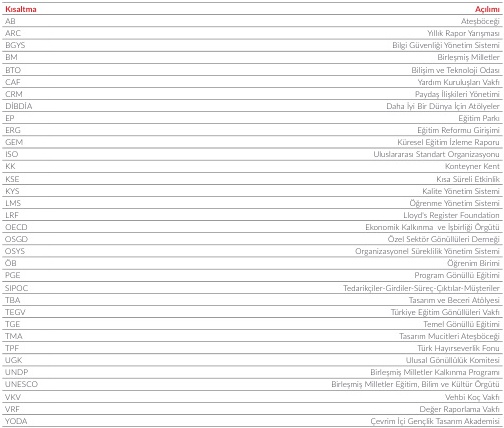 Kısaltma Açılımı
AB Ateşböceği
ARC Yıllık Rapor Yarışması
BGYS Bilgi Güvenliği Yönetim Sistemi
BM Birleşmiş Milletler
BTO Bilişim ve Teknoloji Odası
CAF Yardım Kuruluşları Vakfı
CRM Paydaş İlişkileri Yönetimi
DİBDİA Daha İyi Bir Dünya İçin Atölyeler
EP Eğitim Parkı
ERG Eğitim Reformu Girişimi
GEM Küresel Eğitim İzleme Raporu
ISO Uluslararası Standart Organizasyonu
KK Konteyner Kent
KSE Kısa Süreli Etkinlik
KYS Kalite Yönetim Sistemi
LMS Öğrenme Yönetim Sistemi
LRF Lloyd's Register Foundation
OECD Ekonomik Kalkınma ve İşbirliği Örgütü
OSGD Özel Sektör Gönüllüleri Derneği
OSYS Organizasyonel Süreklilik Yönetim Sistemi
ÖB Öğrenim Birimi
PGE Program Gönüllü Eğitimi
SIPOC Tedarikçiler-Girdiler-Süreç-Çıktılar-Müşteriler
TBA Tasarım ve Beceri Atölyesi
TEGV Türkiye Eğitim Gönüllüleri Vakfı
TGE Temel Gönüllü Eğitimi
TMA Tasarım Mucitleri Ateşböceği
TPF Türk Hayırseverlik Fonu
UGK Ulusal Gönüllülük Komitesi
UNDP Birleşmiş Milletler Kalkınma Programı
UNESCO Birleşmiş Milletler Eğitim, Bilim ve Kültür Örgütü
VKV Vehbi Koç Vakfı
VRF Değer Raporlama Vakfı
YODA Çevrim İçi Gençlik Tasarım Akademisi